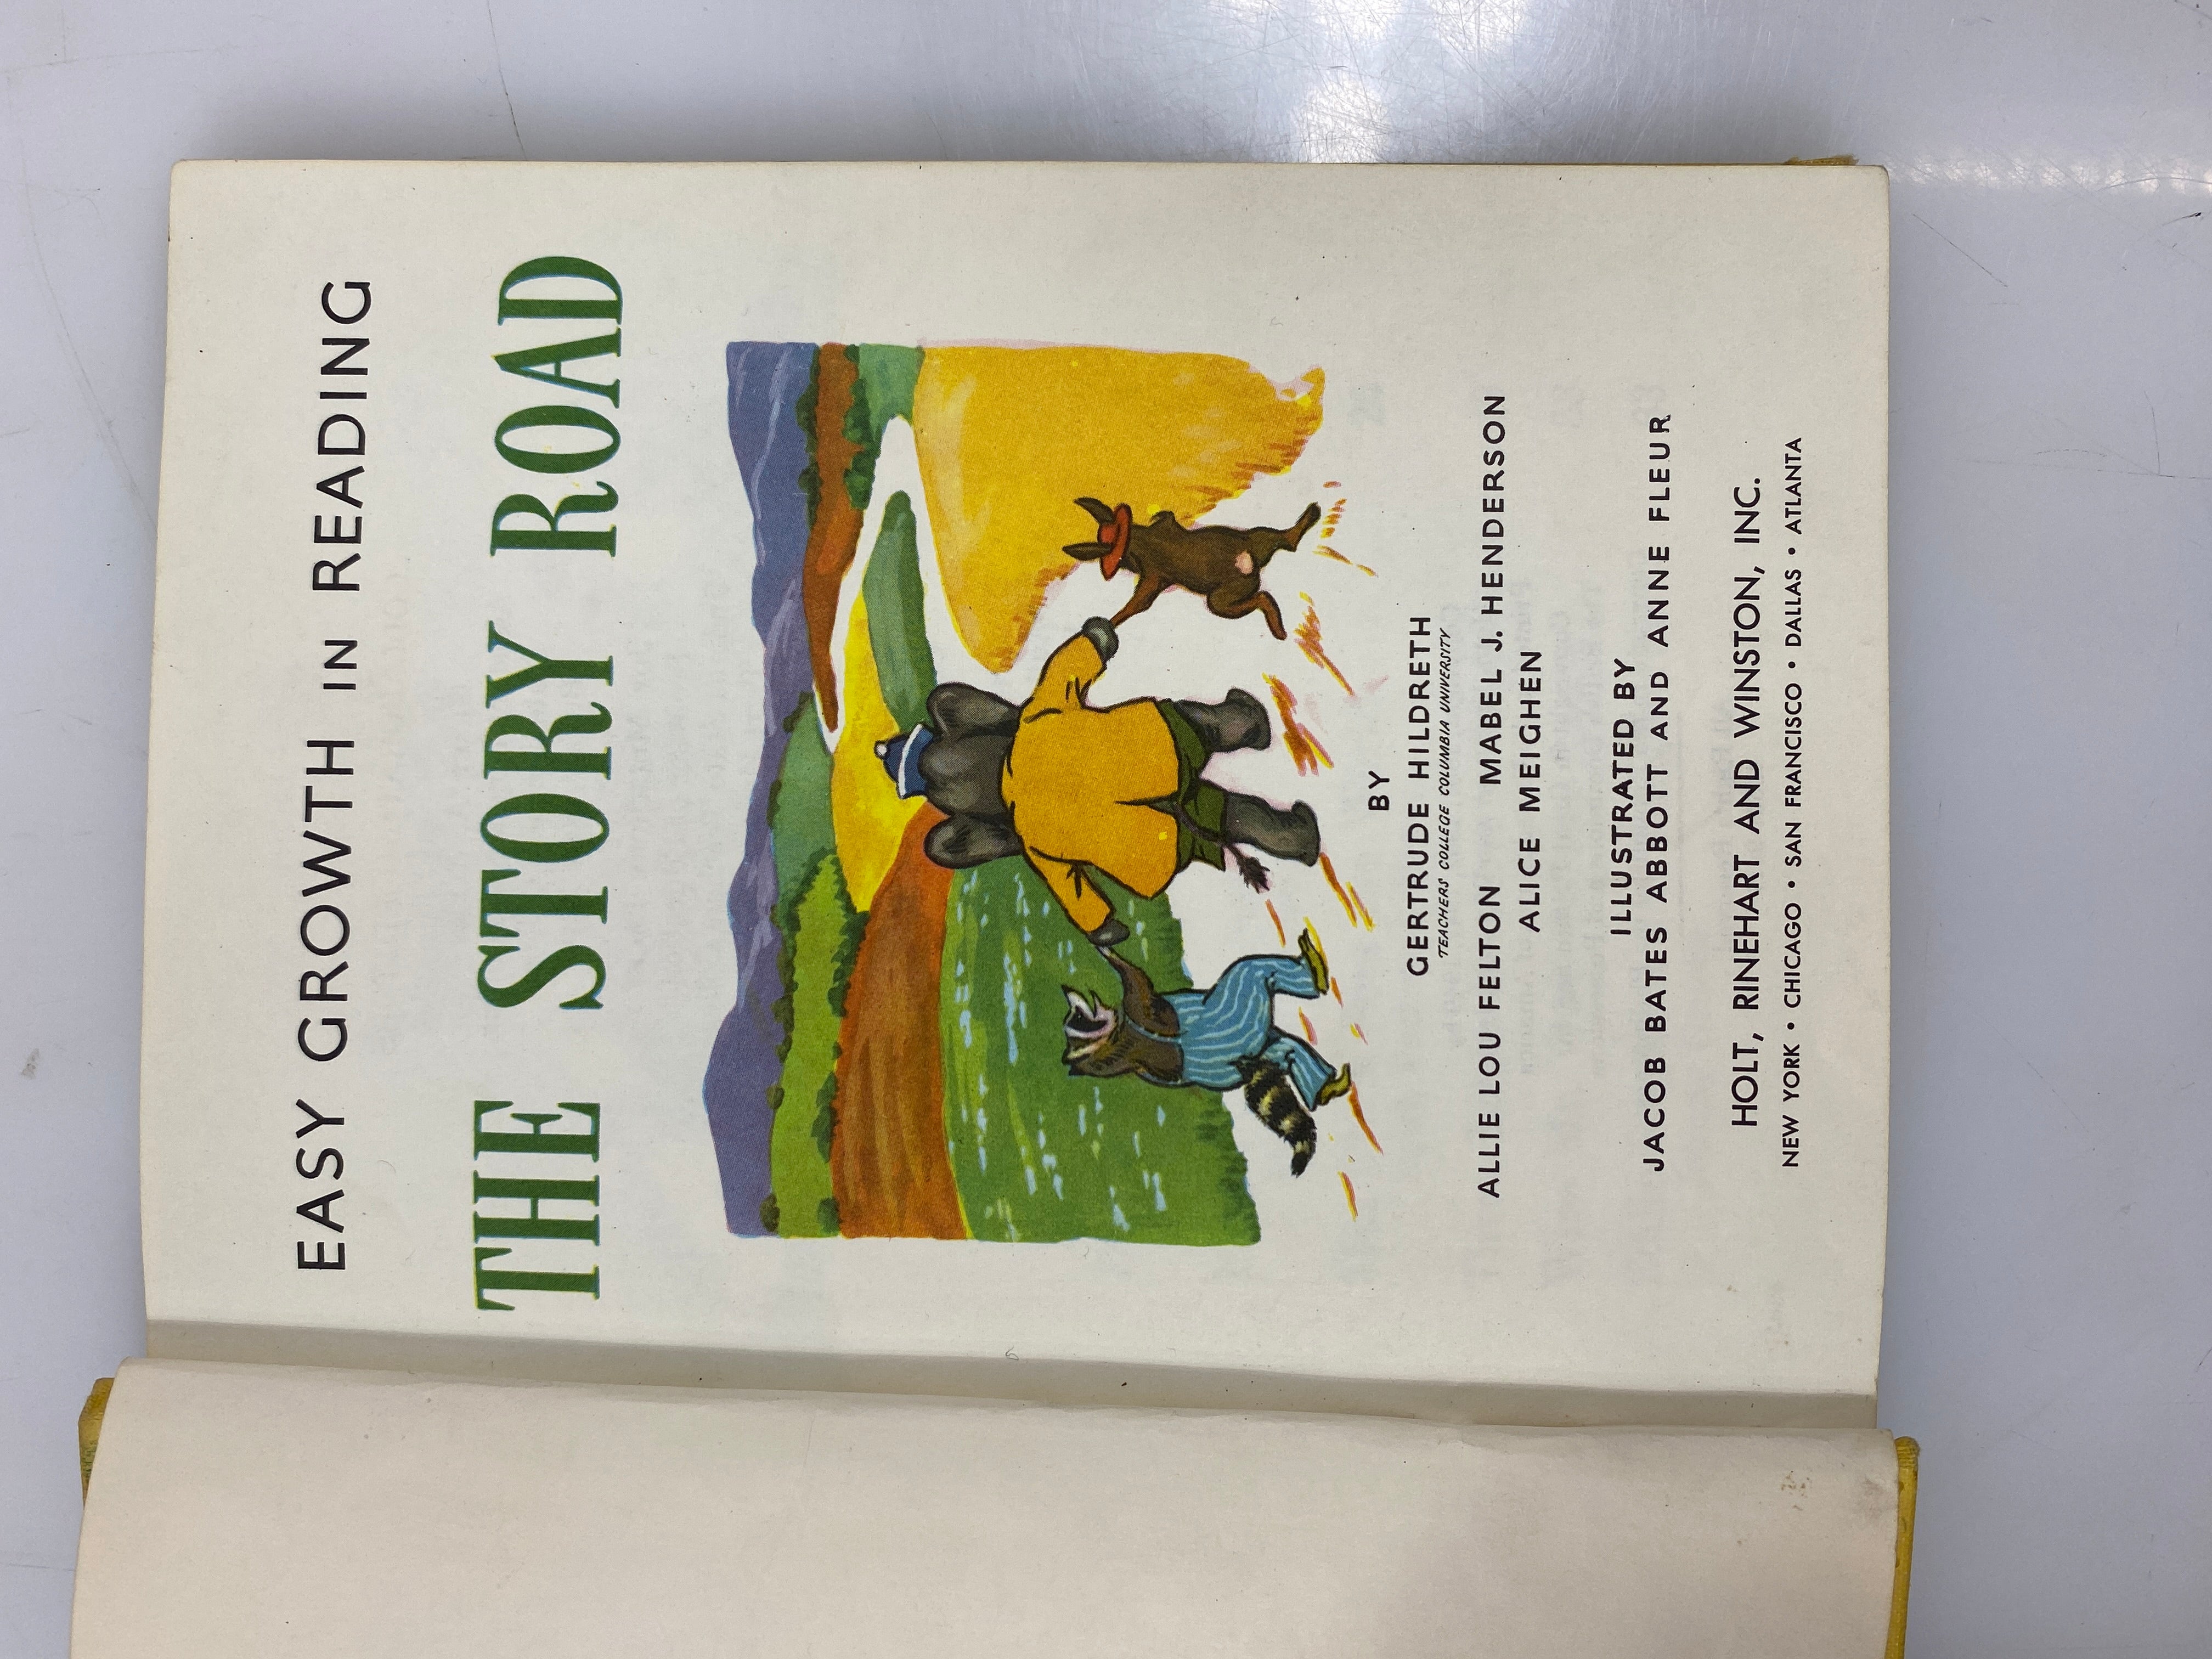 EASY GROWTH IN READING
THE STORY ROAD
BY
GERTRUDE HILDRETH
TEACHERS COLLEGE COLUMBIA UNIVERSITY
ALLIE LOU FELTON MABEL J. HENDERSON
ALICE MEIGHEN
ILLUSTRATED BY
JACOB BATES ABBOTT AND ANNE FLEUR
HOLT, RINEHART AND WINSTON, INC.
NEW YORK • CHICAGO • SAN FRANCISCO • DALLAS • ATLANTA